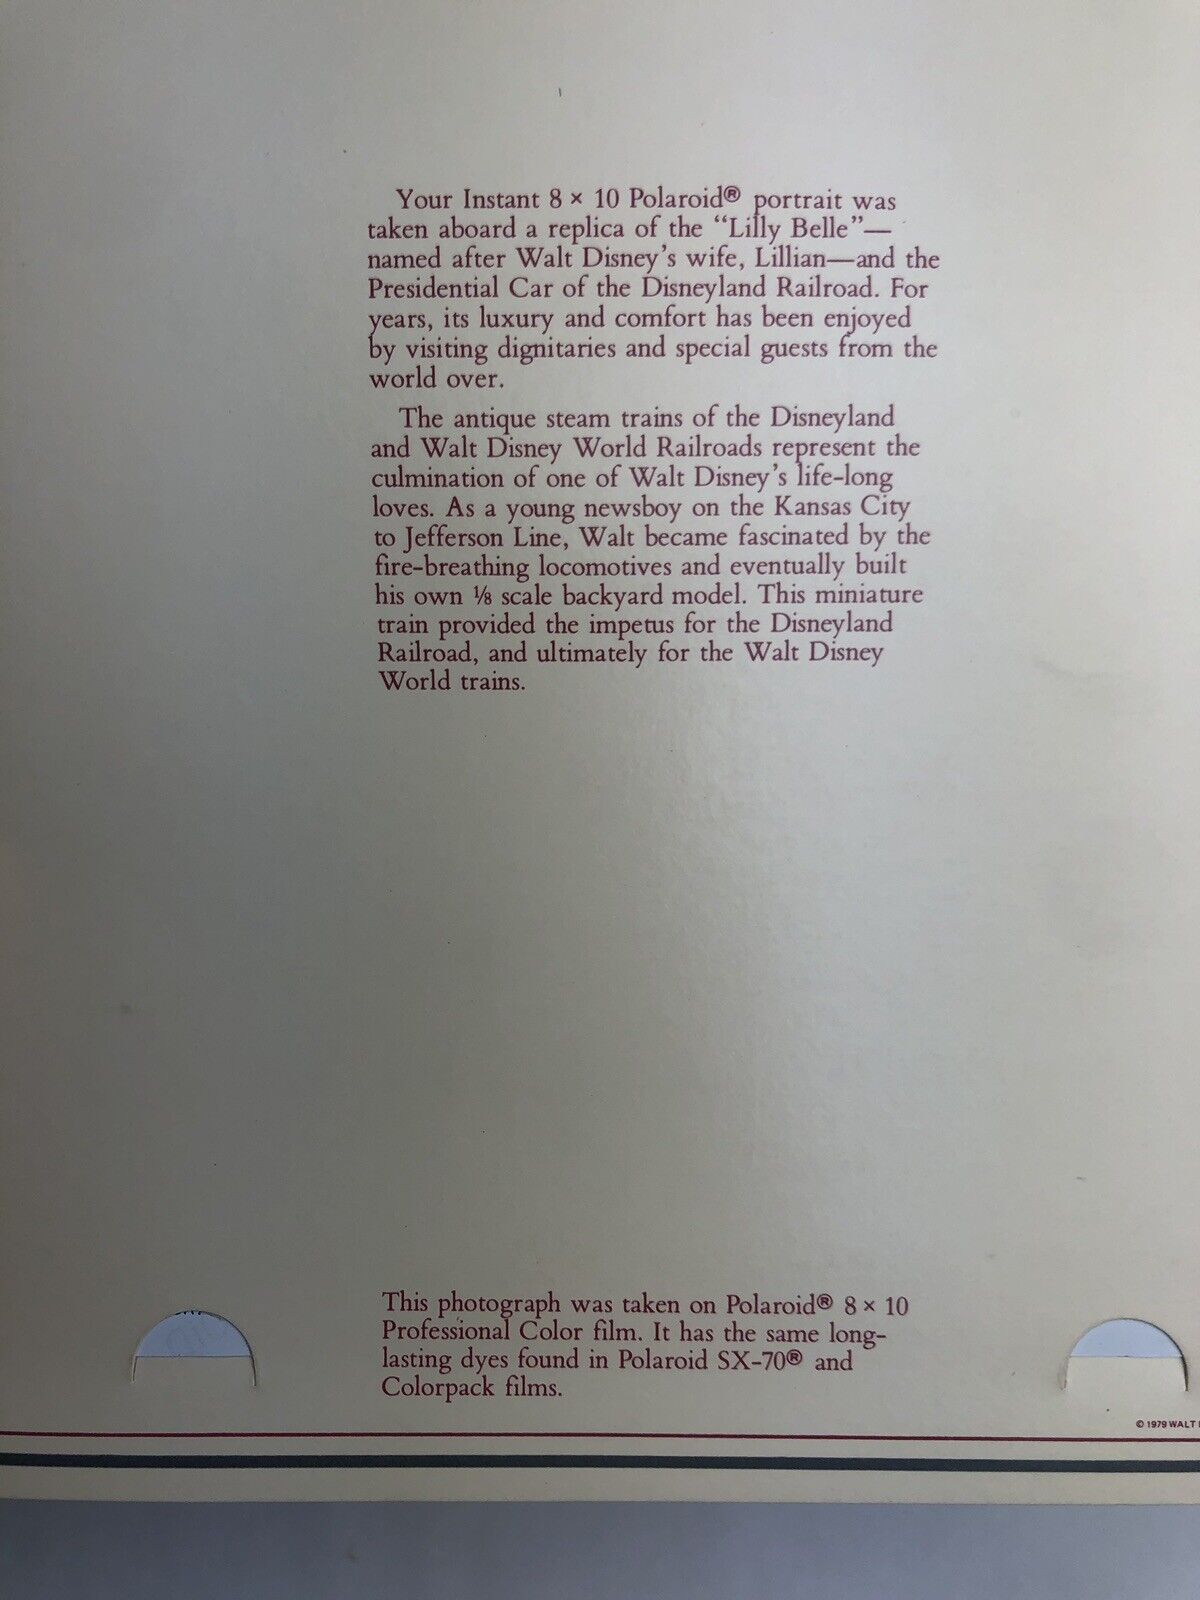 Your Instant 8 × 10 Polaroid® portrait was
taken aboard a replica of the “Lilly Belle”—
named after Walt Disney’s wife, Lillian—and the
Presidential Car of the Disneyland Railroad. For
years, its luxury and comfort has been enjoyed
by visiting dignitaries and special guests from the
world over.
The antique steam trains of the Disneyland
and Walt Disney World Railroads represent the
culmination of one of Walt Disney’s life-long
loves. As a young newsboy on the Kansas City
to Jefferson Line, Walt became fascinated by the
fire-breathing locomotives and eventually built
his own ⅛ scale backyard model. This miniature
train provided the impetus for the Disneyland
Railroad, and ultimately for the Walt Disney
World trains.
This photograph was taken on Polaroid® 8 × 10
Professional Color film. It has the same long-
lasting dyes found in Polaroid SX-70® and
Colorpack films.
© 1979 WALT